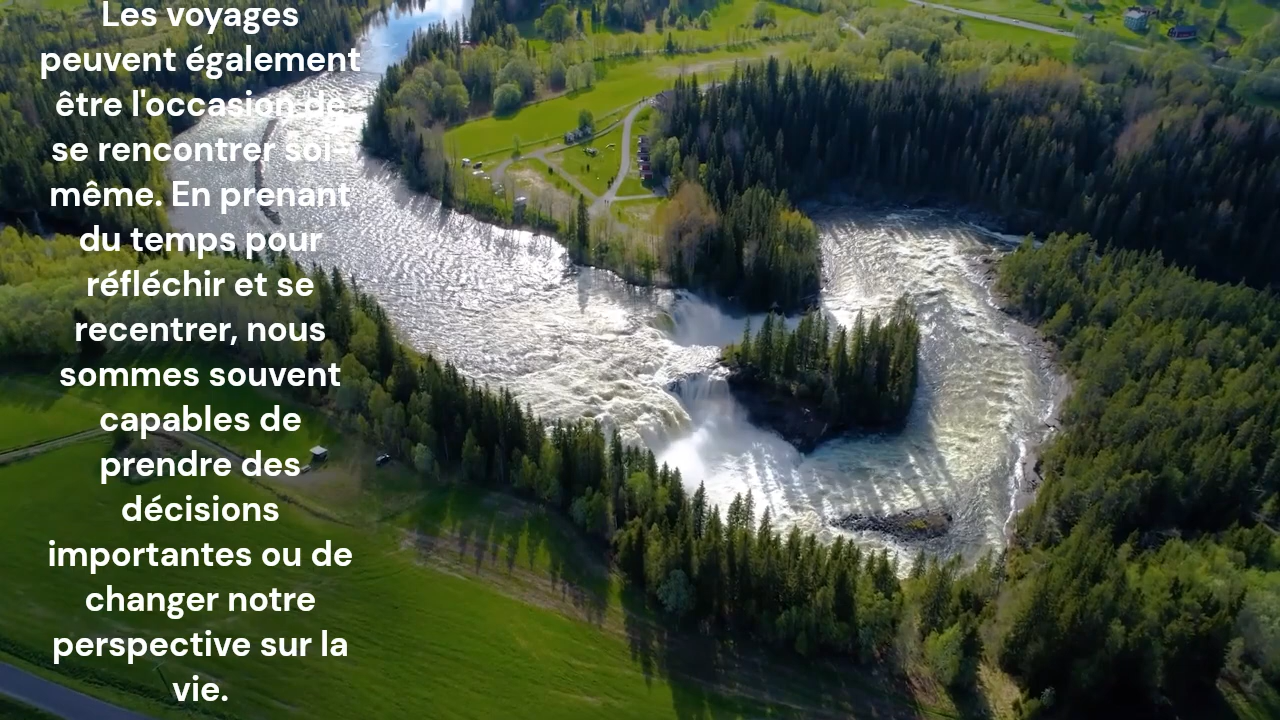 Les voyages
peuvent également
être l'occasion de
se rencontrer soi-
même. En prenant
du temps pour
réfléchir et se
recentrer, nous
sommes souvent
capables de
prendre des
décisions
importantes ou de
changer notre
perspective sur la
vie.